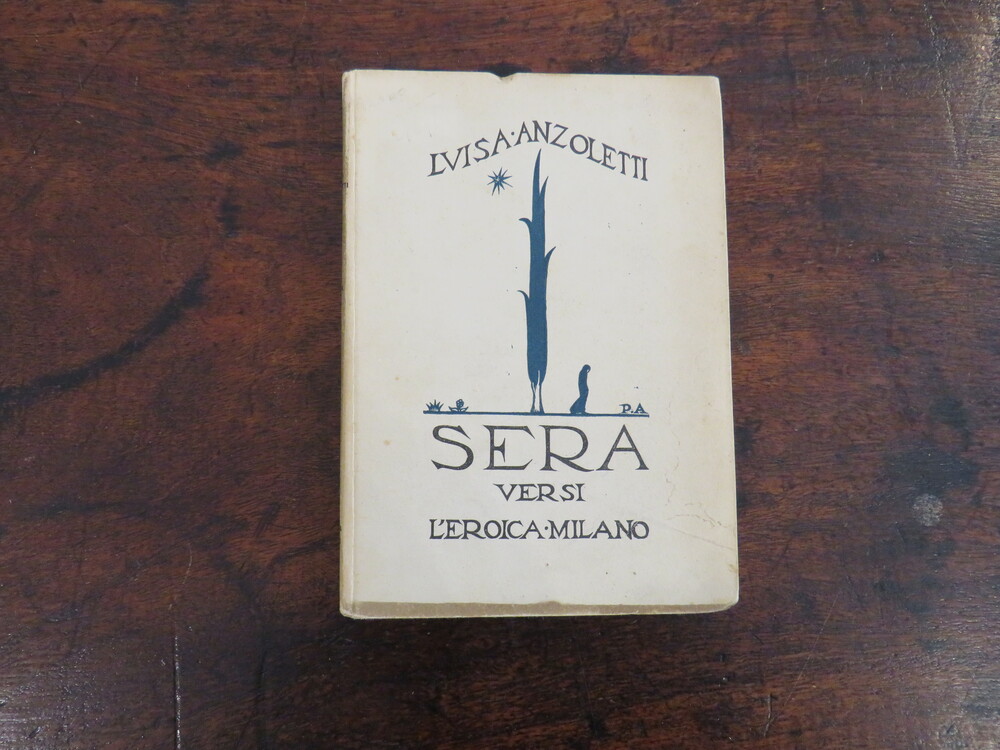 LVISA·ANZOLETTI
P.A
SERA
VERSI
L'EROICA·MILANO